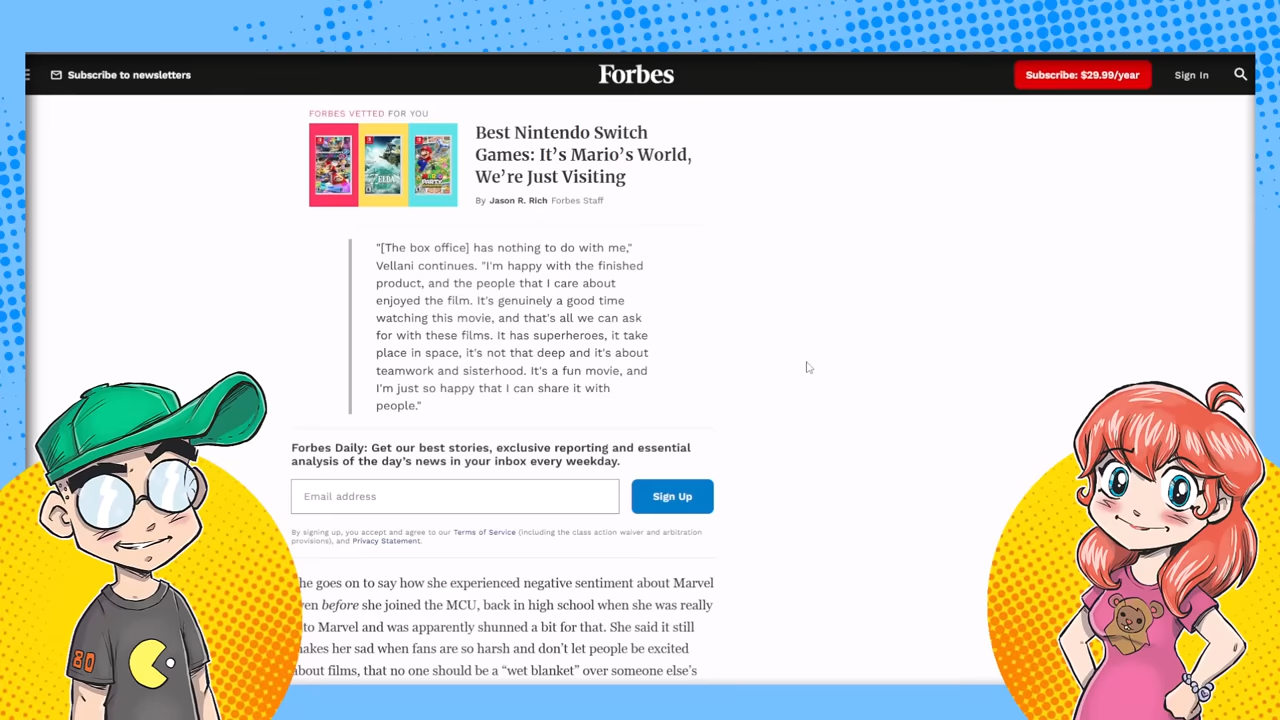 Subscribe to newsletters
Forbes
Subscribe: $29.99/year
Sign In
FORBES VETTED FOR YOU
Best Nintendo Switch
Games: It's Mario's World,
We're Just Visiting
By Jason R. Rich Forbes Staff
ZELDA
"[The box office] has nothing to do with me,"
Vellani continues. "I'm happy with the finished
product, and the people that I care about
enjoyed the film. It's genuinely a good time
watching this movie, and that's all we can ask
for with these films. It has superheroes, it take
place in space, it's not that deep and it's about
teamwork and sisterhood. It's a fun movie, and
I'm just so happy that I can share it with
people."
Forbes Daily: Get our best stories, exclusive reporting and essential
analysis of the day's news in your inbox every weekday.
Email address
Sign Up
By signing up, you accept and agree to our Terms of Service (including the class action waiver and arbitration
provisions), and Privacy Statement.
he goes on to say how she experienced negative sentiment about Marvel
en before she joined the MCU, back in high school when she was really
to Marvel and was apparently shunned a bit for that. She said it still
akes her sad when fans are so harsh and don't let people be excited
about films, that no one should be a “wet blanket” over someone else's
80